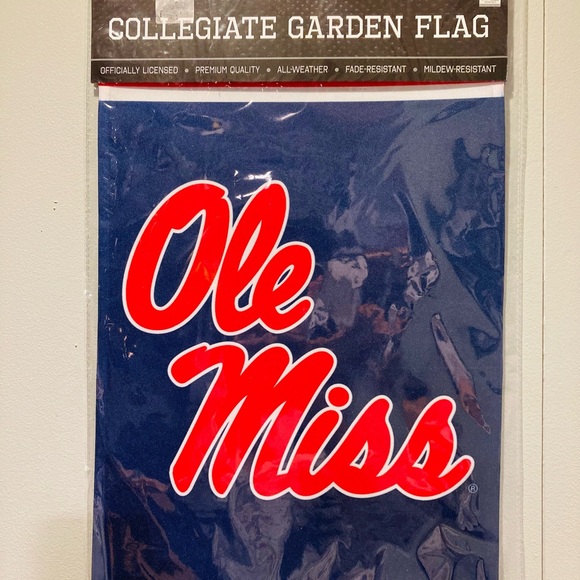 COLLEGIATE GARDEN FLAG
OFFICIALLY LICENSED • PREMIUM QUALITY • ALL-WEATHER • FADE-RESISTANT • MILDEW-RESISTANT
Ole
Miss®